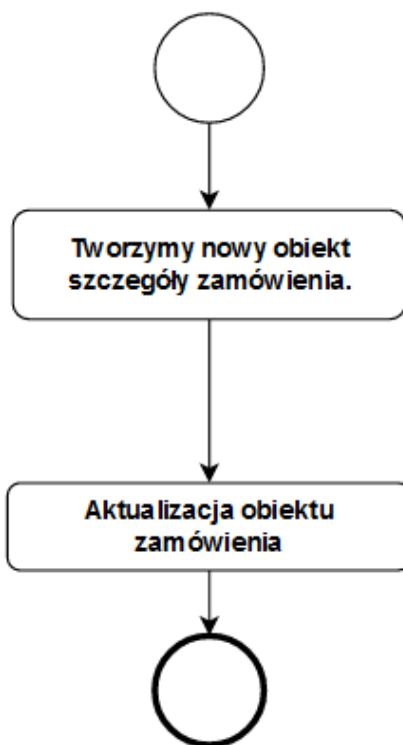 Tworzymy nowy obiekt
szczegóły zamówienia.
Aktualizacja obiektu
zamówienia